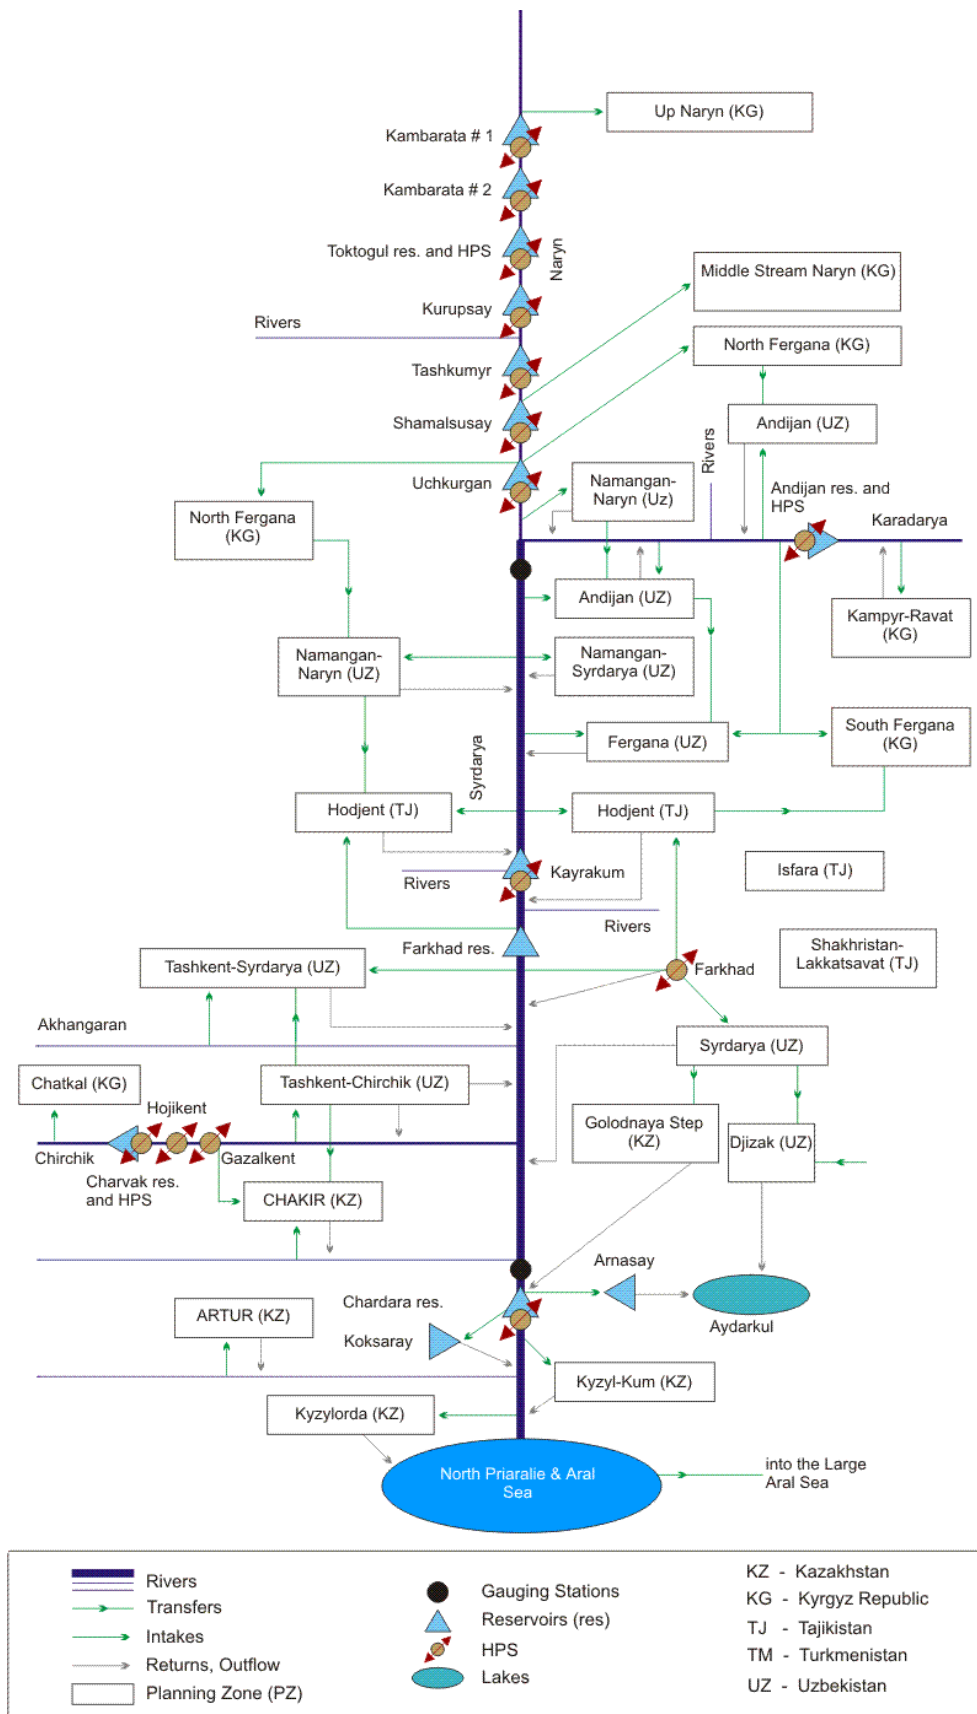 Up Naryn (KG)
Kambarata # 1
Kambarata # 2
Toktogul res. and HPS
Naryn
Middle Stream Naryn (KG)
Kurupsay
Rivers
North Fergana (KG)
Tashkumyr
Shamalsusay
Andijan (UZ)
Rivers
Uchkurgan
Namangan-
Naryn (Uz)
Andijan res. and
HPS
North Fergana
(KG)
Karadarya
Andijan (UZ)
Kampyr-Ravat
(KG)
Namangan-
Naryn (UZ)
Namangan-
Syrdarya (UZ)
South Fergana
(KG)
Fergana (UZ)
Syrdarya
Hodjent (TJ)
Hodjent (TJ)
Isfara (TJ)
Rivers
Kayrakum
Rivers
Farkhad res.
Shakhristan-
Lakkatsavat (TJ)
Tashkent-Syrdarya (UZ)
Farkhad
Akhangaran
Syrdarya (UZ)
Chatkal (KG)
Tashkent-Chirchik (UZ)
Hojikent
Golodnaya Step
(KZ)
Djizak (UZ)
Chirchik
Gazalkent
Charvak res.
and HPS
CHAKIR (KZ)
Arnasay
Chardara res.
ARTUR (KZ)
Koksaray
Aydarkul
Kyzyl-Kum (KZ)
Kyzylorda (KZ)
North Priaralie & Aral
Sea
into the Large
Aral Sea
Rivers
Transfers
Intakes
Returns, Outflow
Planning Zone (PZ)
Gauging Stations
Reservoirs (res)
HPS
Lakes
KZ - Kazakhstan
KG - Kyrgyz Republic
TJ - Tajikistan
TM - Turkmenistan
UZ - Uzbekistan